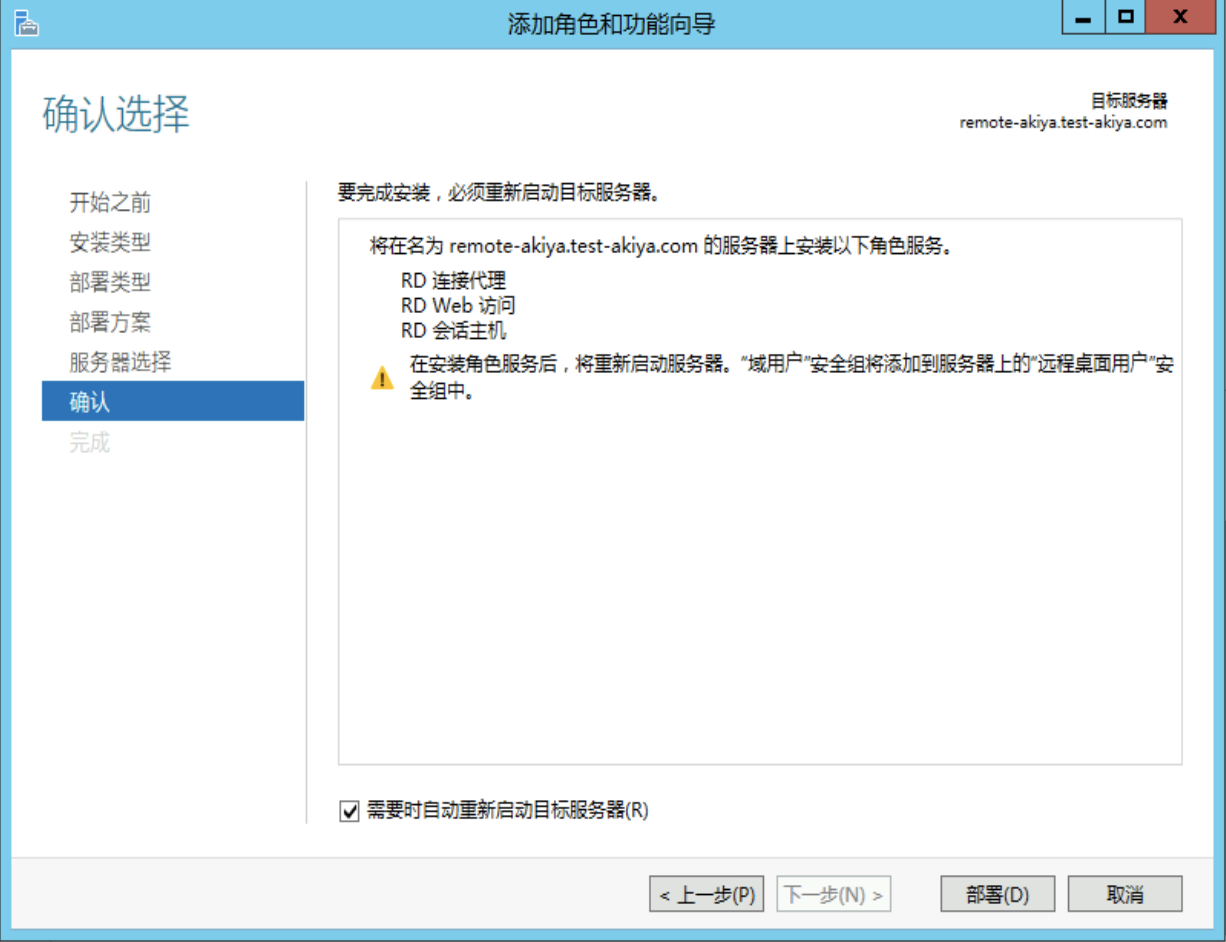 添加角色和功能向导
确认选择
目标服务器
remote-akiya.test-akiya.com
开始之前
安装类型
部署类型
部署方案
服务器选择
确认
完成
要完成安装，必须重新启动目标服务器。
将在名为 remote-akiya.test-akiya.com 的服务器上安装以下角色服务。
RD 连接代理
RD Web 访问
RD 会话主机
在安装角色服务后，将重新启动服务器。"域用户"安全组将添加到服务器上的"远程桌面用户"安
全组中。
需要时自动重新启动目标服务器(R)
< 上一步(P)
下一步(N) >
部署(D)
取消